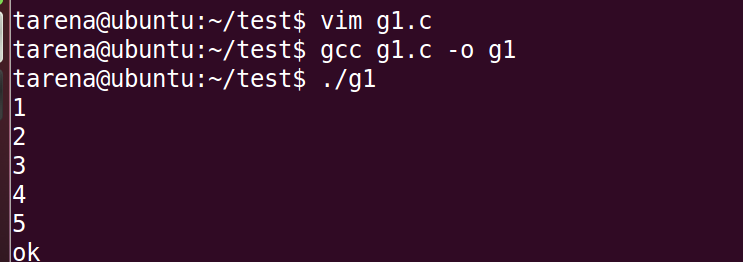 tarena@ubuntu:~/test$ vim g1.c
tarena@ubuntu:~/test$ gcc g1.c -o g1
tarena@ubuntu:~/test$ ./g1
1
2
3
4
5
ok